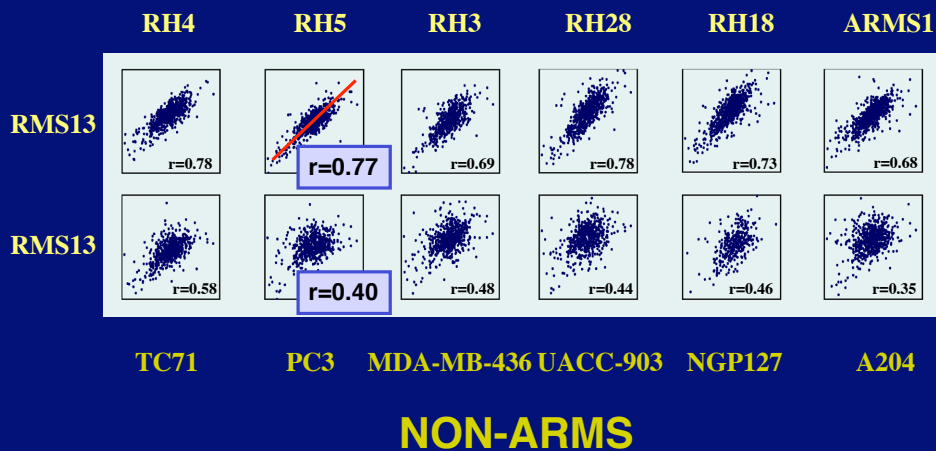 RH4 RH5 RH3 RH28 RH18 ARMS1
RMS13
r=0.78 r=0.77 r=0.69 r=0.78 r=0.73 r=0.68
RMS13
r=0.58 r=0.40 r=0.48 r=0.44 r=0.46 r=0.35
TC71 PC3 MDA-MB-436 UACC-903 NGP127 A204
NON-ARMS